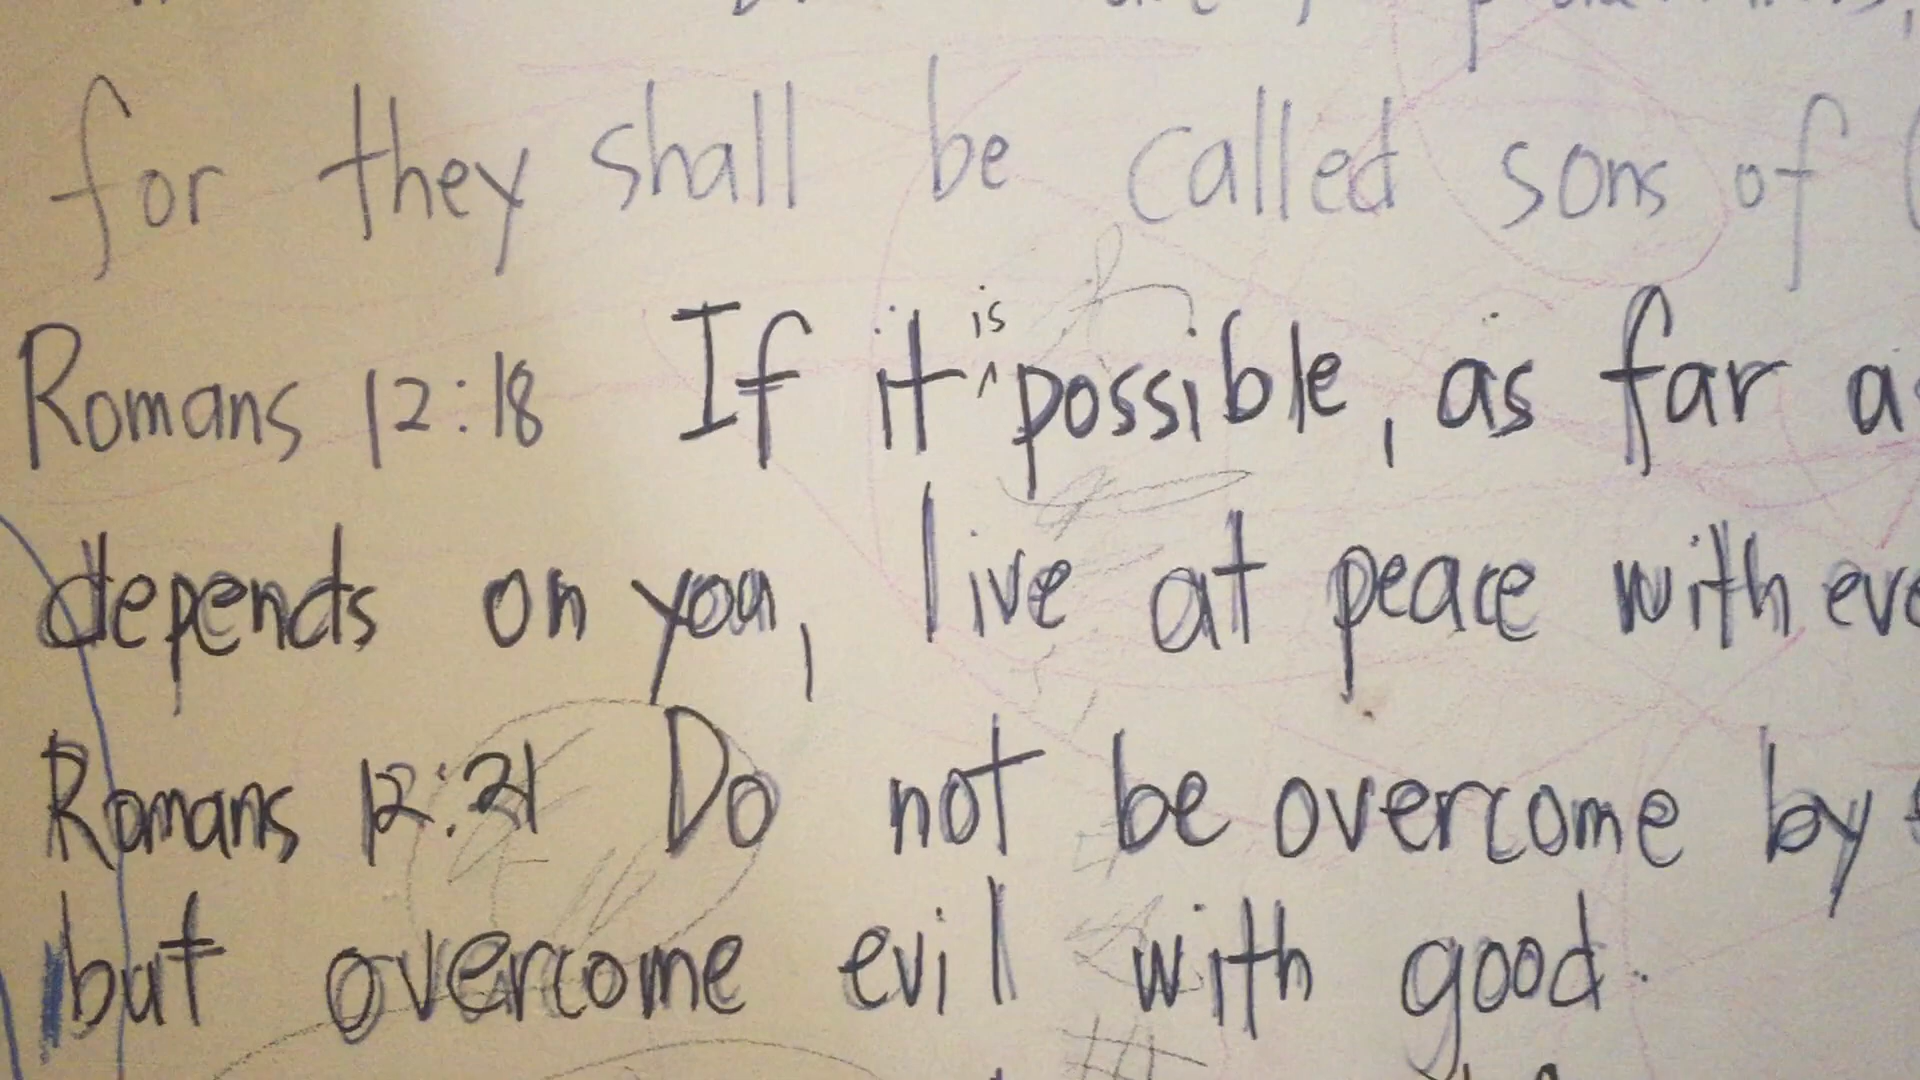 for they shall be called sons of
Romans 12:18 If it is possible, as far
depends on you, live at peace with
Romans 12:21 Do not be overcome by
but overcome evil with good.